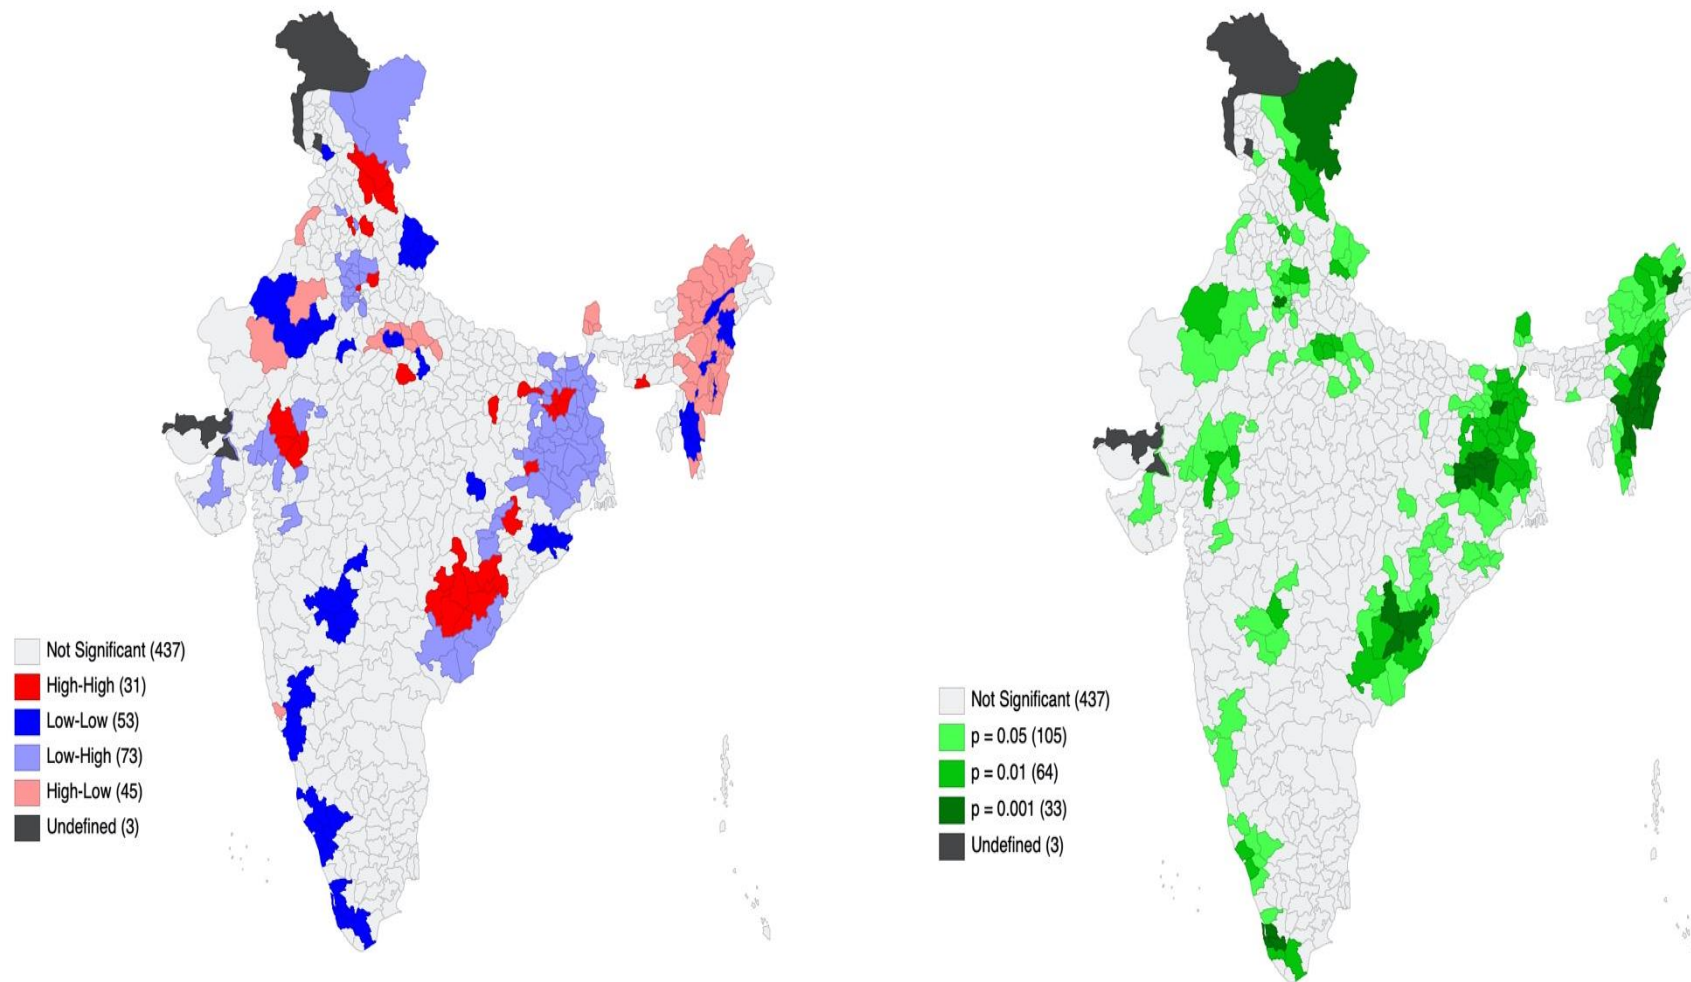 Not Significant (437)
High-High (31)
Low-Low (53)
Low-High (73)
High-Low (45)
Undefined (3)
Not Significant (437)
p = 0.05 (105)
p = 0.01 (64)
p = 0.001 (33)
Undefined (3)